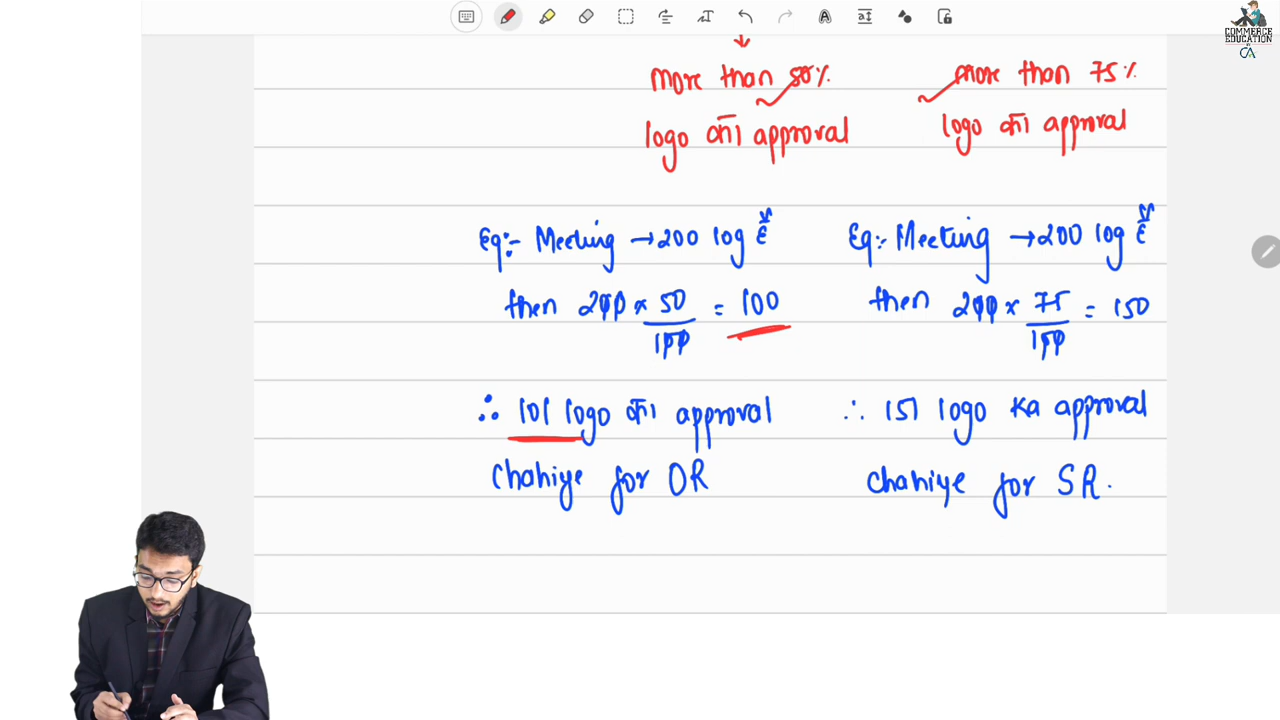 COMMERCE
EDUCATION
BY
CA
More than 50%
logo का approval
more than 75%
logo का approval
Eg:- Meeting → 200 log है
then 200 × 50/100 = 100
∴ 101 logo का approval
Chahiye for OR
Eg:- Meeting → 200 log है
then 200 × 75/100 = 150
∴ 151 logo Ka approval
chahiye for SR.